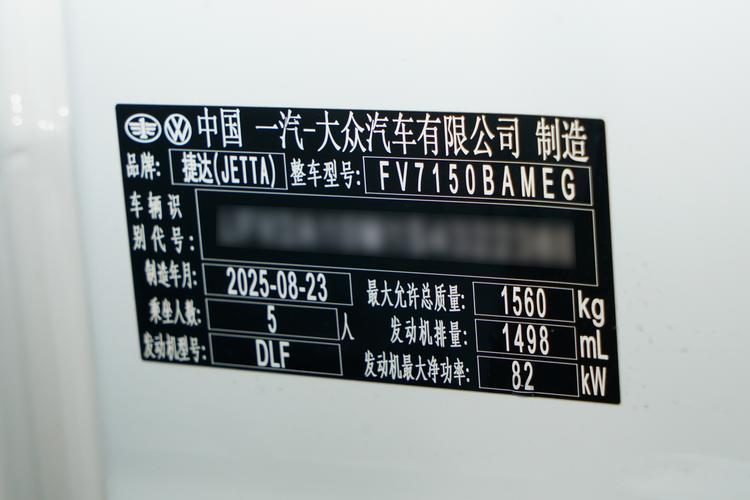 中国 一汽-大众汽车有限公司 制造
品牌: 捷达(JETTA) 整车型号: FV7150BAMEG
车辆识
别代号:
制造年月: 2025-08-23 最大允许总质量: 1560 kg
乘坐人数: 5 人 发动机排量: 1498 mL
发动机型号: DLF 发动机最大净功率: 82 kW